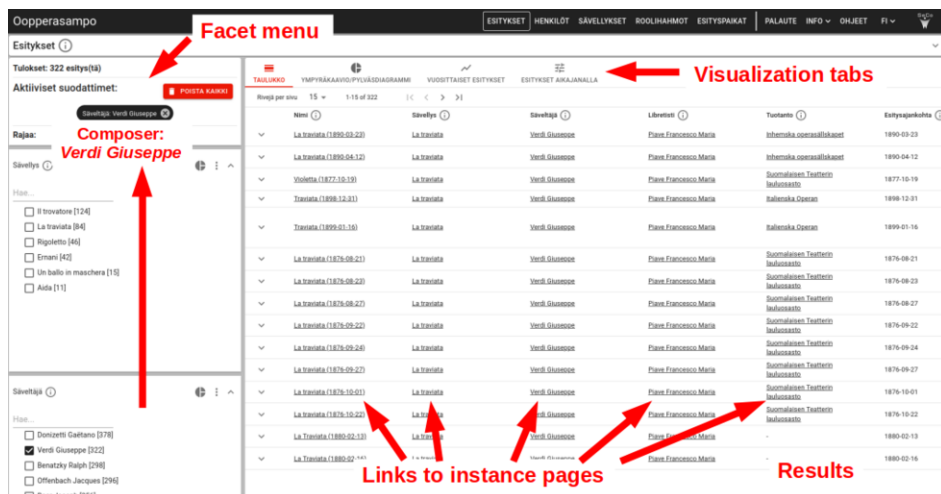 Oopperasampo
ESITYKSET HENKILÖT SÄVELLYKSET ROOLIHAHMOT ESITYSPAIKAT PALAUTE INFO OHJEET FI
Facet menu
Esitykset
Tulokset: 322 esitys(tä)
Aktiiviset suodattimet:
POISTA KAIKKI
Säveltäjä: Verdi Giuseppe
Rajaa:
Composer:
Verdi Giuseppe
Sävellys
Hae...
Il trovatore [124]
La traviata [84]
Rigoletto [46]
Ernani [42]
Un ballo in maschera [15]
Aida [11]
Säveltäjä
Hae...
Donizetti Gaëtano [378]
Verdi Giuseppe [322]
Benatzky Ralph [298]
Offenbach Jacques [296]
TAULUKKO YMPYRÄKAAVIO/PYLVÄSDIAGRAMMI VUOSITTAISET ESITYKSET ESITYKSET AIKAJANALLA
Visualization tabs
Rivejä per sivu 15 1-15 of 322
Nimi Sävellys Säveltäjä Libretisti Tuotanto Esitysajankohta
La traviata (1890-03-23) La traviata Verdi Giuseppe Piave Francesco Maria Inhemska operasällskapet 1890-03-23
La traviata (1890-04-12) La traviata Verdi Giuseppe Piave Francesco Maria Inhemska operasällskapet 1890-04-12
Violetta (1877-10-19) La traviata Verdi Giuseppe Piave Francesco Maria Suomalaisen Teatterin lauluosasto 1877-10-19
Traviata (1898-12-31) La traviata Verdi Giuseppe Piave Francesco Maria Italienska Operan 1898-12-31
Traviata (1899-01-16) La traviata Verdi Giuseppe Piave Francesco Maria Italienska Operan 1899-01-16
La traviata (1876-08-21) La traviata Verdi Giuseppe Piave Francesco Maria Suomalaisen Teatterin lauluosasto 1876-08-21
La traviata (1876-08-23) La traviata Verdi Giuseppe Piave Francesco Maria Suomalaisen Teatterin lauluosasto 1876-08-23
La traviata (1876-08-27) La traviata Verdi Giuseppe Piave Francesco Maria Suomalaisen Teatterin lauluosasto 1876-08-27
La traviata (1876-09-22) La traviata Verdi Giuseppe Piave Francesco Maria Suomalaisen Teatterin lauluosasto 1876-09-22
La traviata (1876-09-24) La traviata Verdi Giuseppe Piave Francesco Maria Suomalaisen Teatterin lauluosasto 1876-09-24
La traviata (1876-09-27) La traviata Verdi Giuseppe Piave Francesco Maria Suomalaisen Teatterin lauluosasto 1876-09-27
La traviata (1876-10-01) La traviata Verdi Giuseppe Piave Francesco Maria Suomalaisen Teatterin lauluosasto 1876-10-01
La traviata (1876-10-22) La traviata Verdi Giuseppe Piave Francesco Maria Suomalaisen Teatterin lauluosasto 1876-10-22
La Traviata (1880-02-13) La traviata Verdi Giuseppe Piave Francesco Maria - 1880-02-13
La Traviata (1880-02-16) La traviata Verdi Giuseppe Piave Francesco Maria - 1880-02-16
Links to instance pages
Results